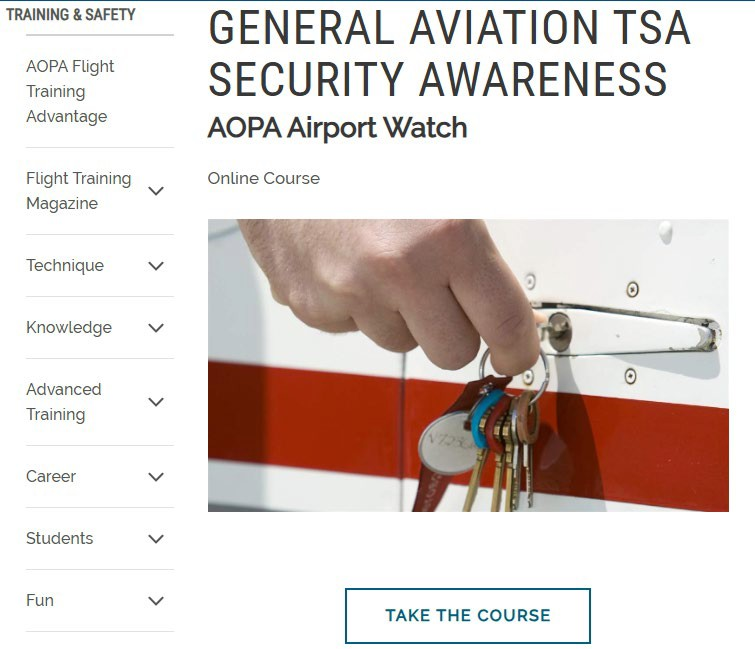 TRAINING & SAFETY
AOPA Flight
Training
Advantage
Flight Training
Magazine
Technique
Knowledge
Advanced
Training
Career
Students
Fun
GENERAL AVIATION TSA
SECURITY AWARENESS
AOPA Airport Watch
Online Course
TAKE THE COURSE